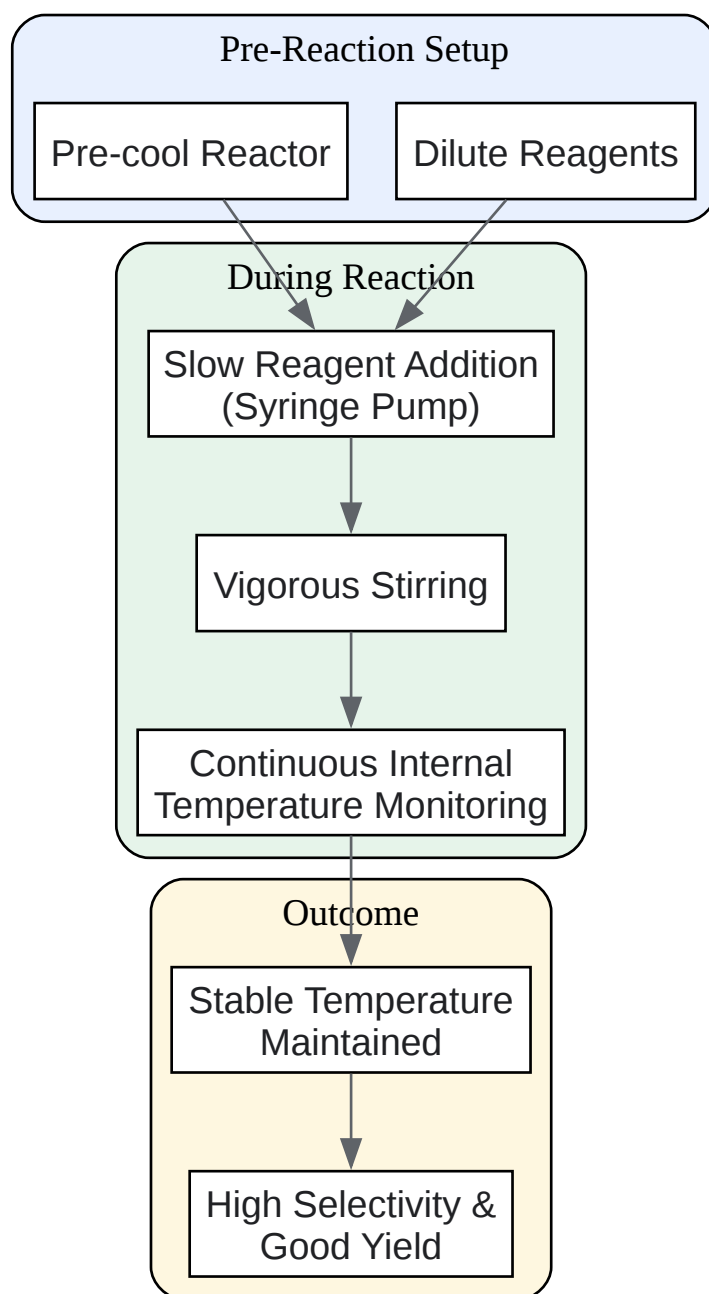 Pre-Reaction Setup
Pre-cool Reactor
Dilute Reagents
During Reaction
Slow Reagent Addition
(Syringe Pump)
Vigorous Stirring
Continuous Internal
Temperature Monitoring
Outcome
Stable Temperature
Maintained
High Selectivity &
Good Yield